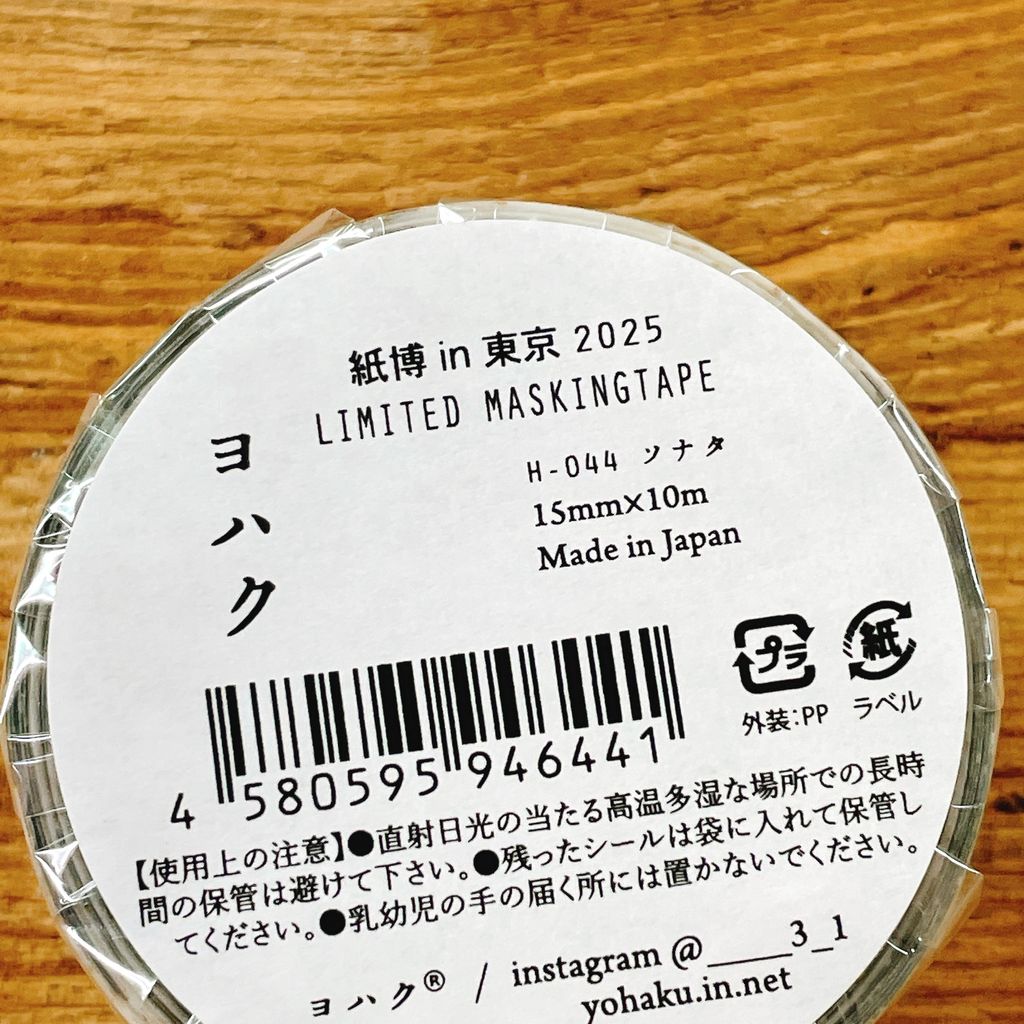 紙博 in 東京 2025
LIMITED MASKINGTAPE
ヨハク
H-044 ソナタ
15mm×10m
Made in Japan
プラ
紙
外装:PP
ラベル
4 580595 946441
【使用上の注意】●直射日光の当たる高温多湿な場所での長時
間の保管は避けて下さい。●残ったシールは袋に入れて保管し
てください。●乳幼児の手の届く所には置かないでください。
ヨハク® / instagram @_____3_1
yohaku.in.net